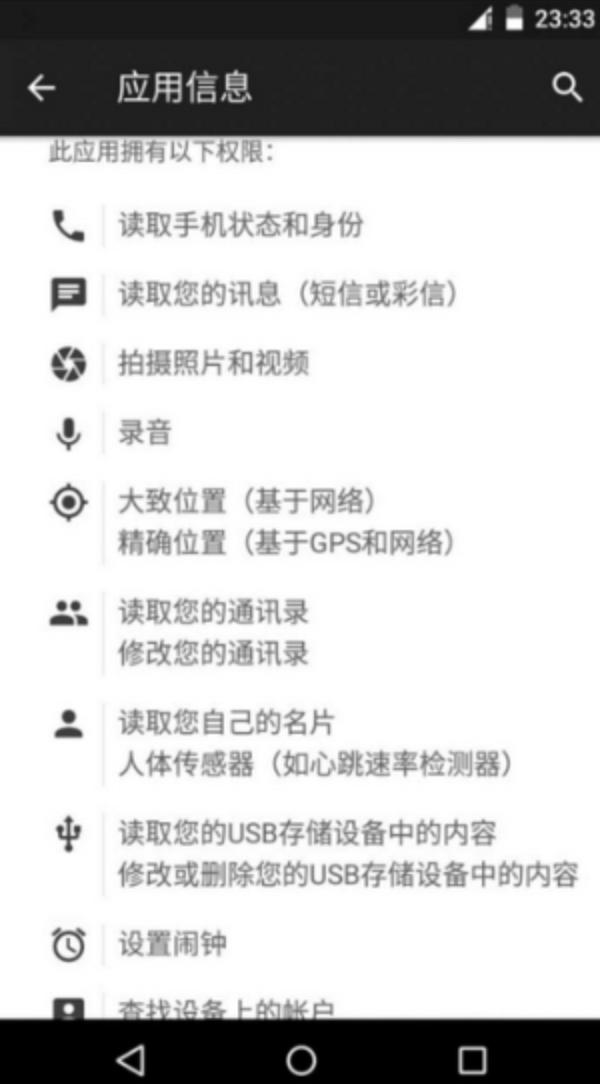 23:33
应用信息
此应用拥有以下权限：
读取手机状态和身份
读取您的讯息（短信或彩信）
拍摄照片和视频
录音
大致位置（基于网络）
精确位置（基于GPS和网络）
读取您的通讯录
修改您的通讯录
读取您自己的名片
人体传感器（如心跳速率检测器）
读取您的USB存储设备中的内容
修改或删除您的USB存储设备中的内容
设置闹钟
查找设备上的帐户